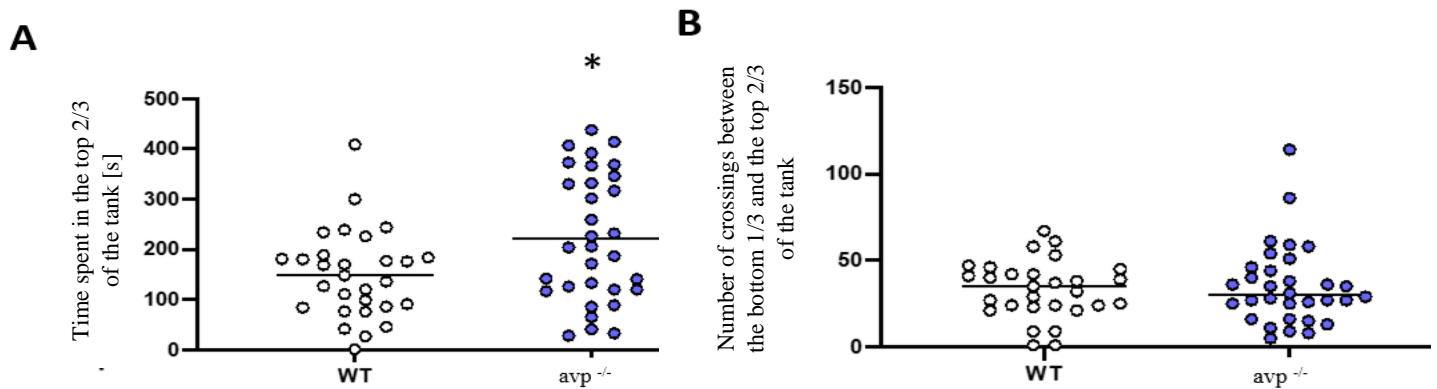 A
B
*
Time spent in the top 2/3
of the tank [s]
500
400
300
200
100
0
-
WT
avp -/-
Number of crossings between
the bottom 1/3 and the top 2/3
of the tank
150
100
50
0
WT
avp -/-